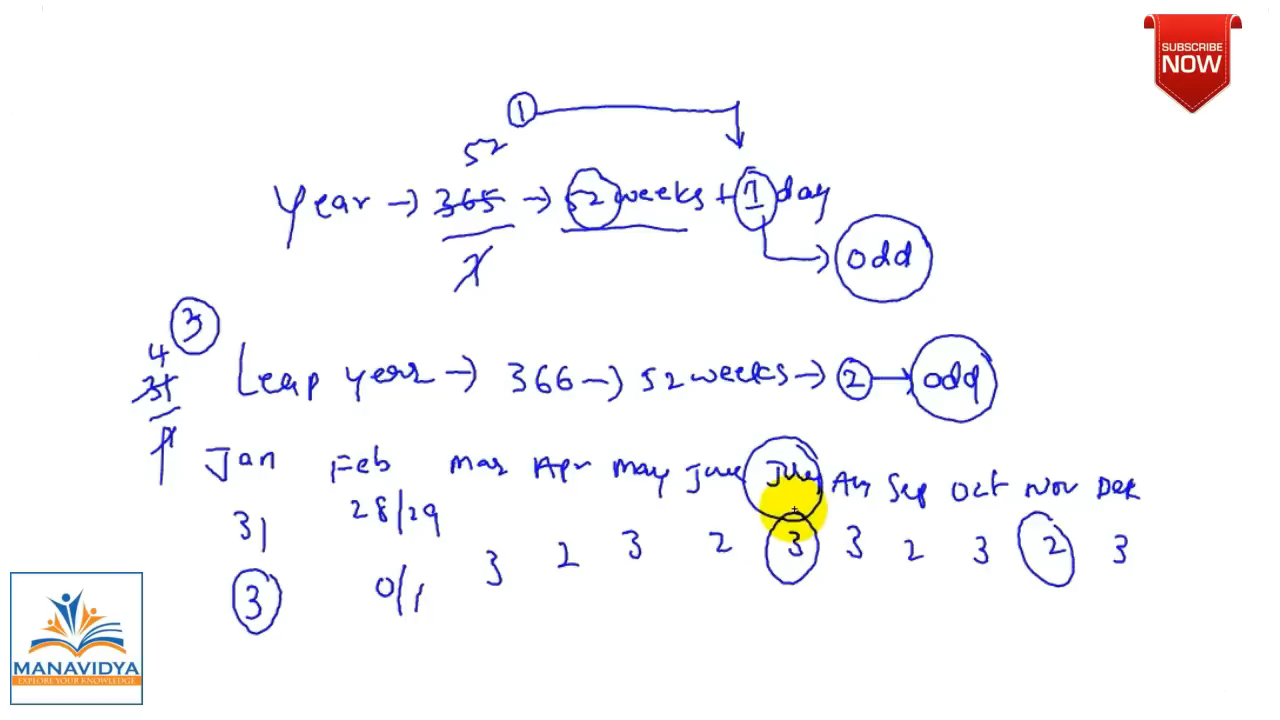 SUBSCRIBE
NOW
1
52
Year → 365 → 52 weeks + 1 day
7
odd
3
Leap year → 366 → 52 weeks → 2 → odd
4
31
7
Jan Feb Mar Apr May June July Sep Oct Nov Dec
31 28/29
3 0/1 3 2 3 2 3 3 2 3 2 3
MANAVIDYA
EXPLORE YOUR KNOWLEDGE